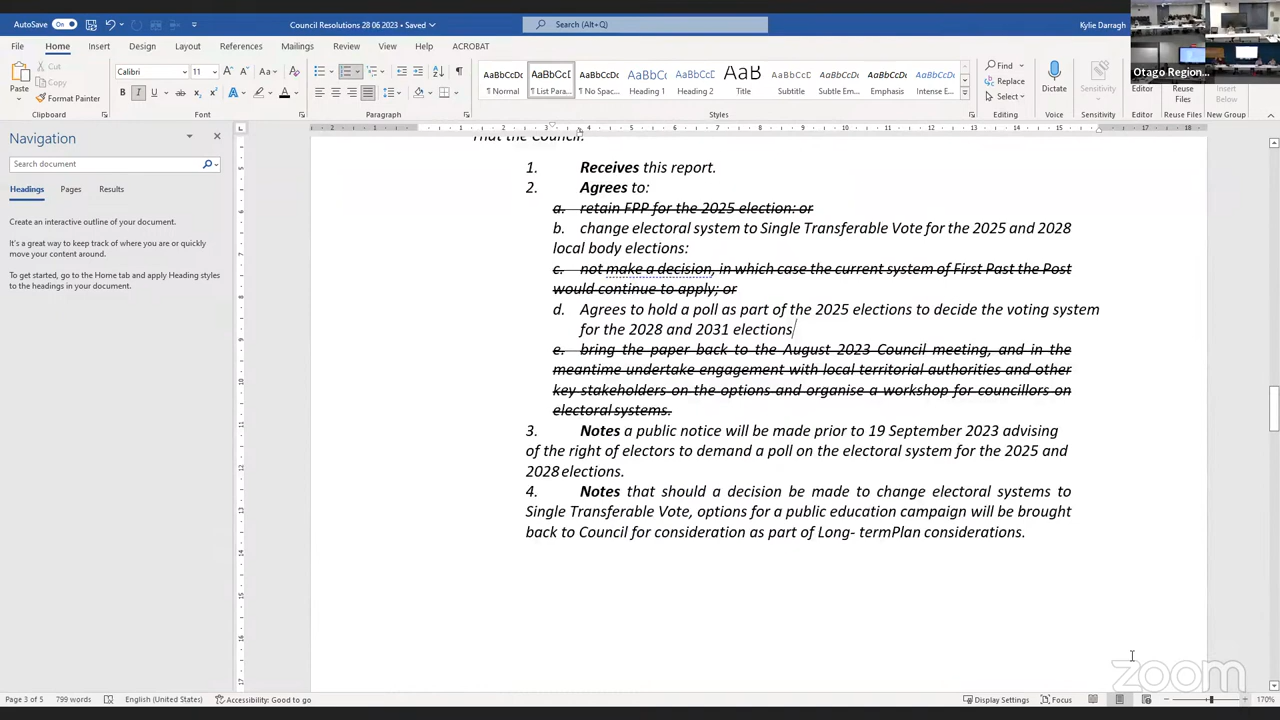 AutoSave On Council Resolutions 28 06 2023 • Saved Search (Alt+Q) Kylie Darragh
File Home Insert Design Layout References Mailings Review View Help ACROBAT
Otago Region...
Paste Cut Copy Format Painter
Calibri 11
AaBbCcDc AaBbCcI AaBbCcDc AaBbC AaBbCc AaB AaBbCc AaBbCcDt AaBbCcDt AaBbCcDt
¶ Normal ¶ List Para... ¶ No Spac... Heading 1 Heading 2 Title Subtitle Subtle Em... Emphasis Intense E...
Find Replace Select
Dictate Sensitivity Editor Reuse Files Insert Below
Clipboard Font Paragraph Styles Editing Voice Sensitivity Editor Reuse Files New Group
Navigation
Search document
Headings Pages Results
Create an interactive outline of your document.
It's a great way to keep track of where you are or quickly
move your content around.
To get started, go to the Home tab and apply Heading styles
to the headings in your document.
That the Council:
1. Receives this report.
2. Agrees to:
a. retain FPP for the 2025 election: or
b. change electoral system to Single Transferable Vote for the 2025 and 2028
local body elections:
c. not make a decision, in which case the current system of First Past the Post
would continue to apply; or
d. Agrees to hold a poll as part of the 2025 elections to decide the voting system
for the 2028 and 2031 elections
e. bring the paper back to the August 2023 Council meeting, and in the
meantime undertake engagement with local territorial authorities and other
key stakeholders on the options and organise a workshop for councillors on
electoral systems.
3. Notes a public notice will be made prior to 19 September 2023 advising
of the right of electors to demand a poll on the electoral system for the 2025 and
2028 elections.
4. Notes that should a decision be made to change electoral systems to
Single Transferable Vote, options for a public education campaign will be brought
back to Council for consideration as part of Long- termPlan considerations.
zoom
Page 3 of 5 799 words English (United States) Accessibility: Good to go Display Settings Focus 170%